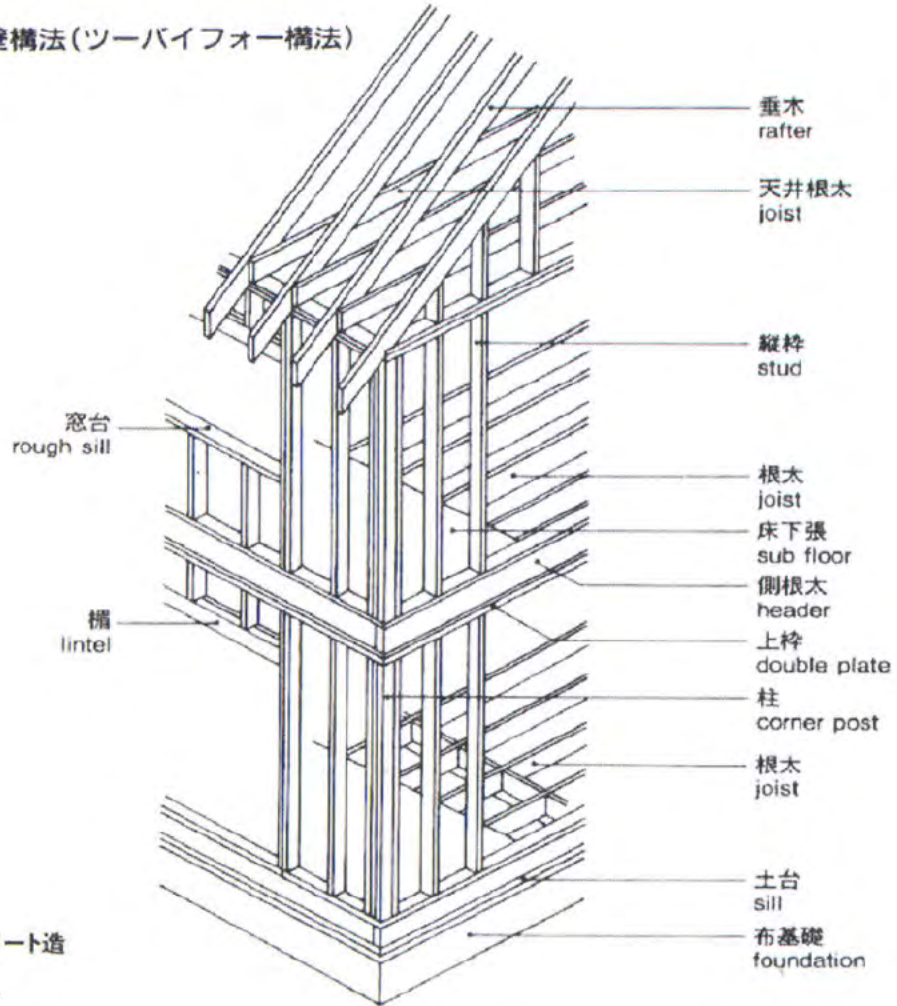 壁構法(ツーバイフォー構法)
垂木
rafter
天井根太
joist
縦枠
stud
窓台
rough sill
根太
joist
床下張
sub floor
側根太
header
楣
lintel
上枠
double plate
柱
corner post
根太
joist
土台
sill
ート造
布基礎
foundation